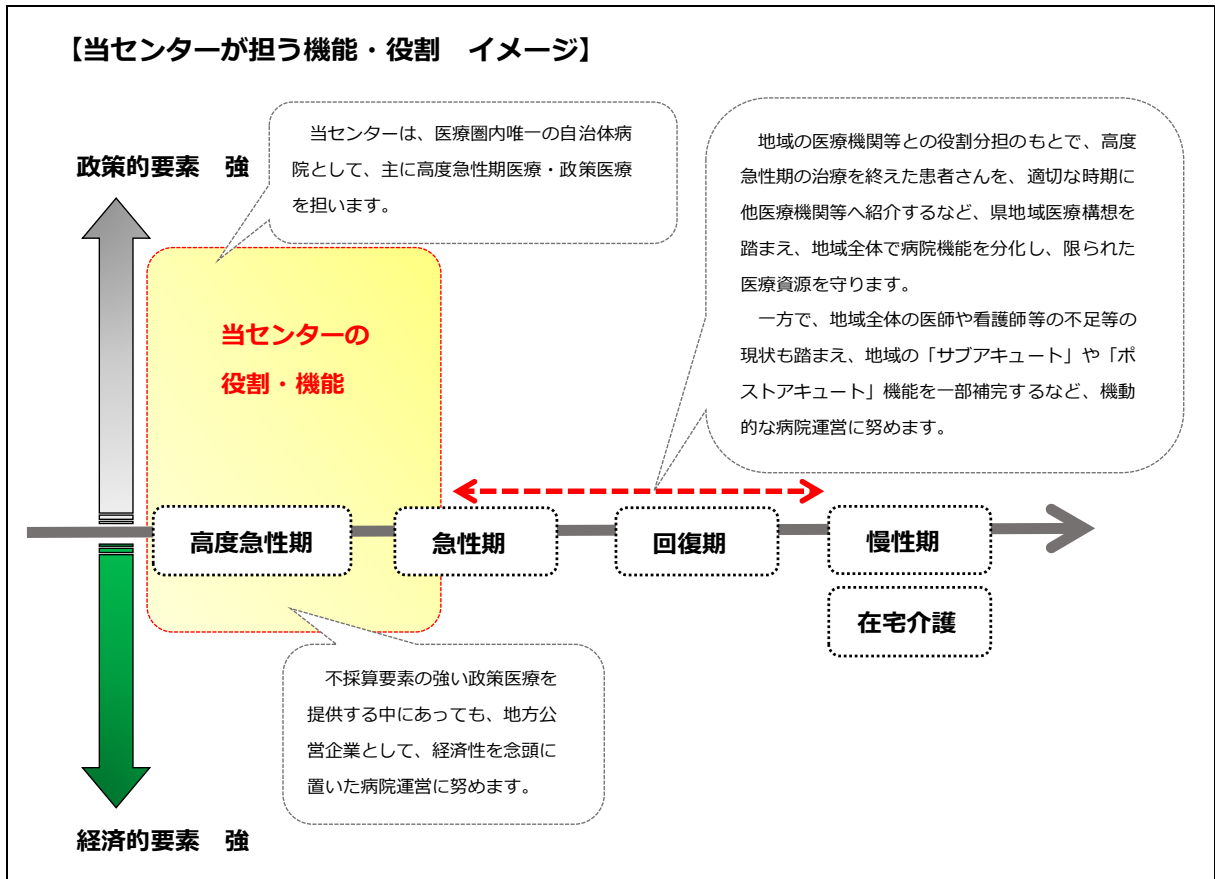 【当センターが担う機能・役割　イメージ】
　当センターは、医療圏内唯一の自治体病
院として、主に高度急性期医療・政策医療
を担います。
　地域の医療機関等との役割分担のもとで、高度
急性期の治療を終えた患者さんを、適切な時期に
他医療機関等へ紹介するなど、県地域医療構想を
踏まえ、地域全体で病院機能を分化し、限られた
医療資源を守ります。
　一方で、地域全体の医師や看護師等の不足等の
現状も踏まえ、地域の「サブアキュート」や「ポ
ストアキュート」機能を一部補完するなど、機動
的な病院運営に努めます。
政策的要素　強
当センターの
役割・機能
高度急性期
急性期
回復期
慢性期
在宅介護
　不採算要素の強い政策医療を
提供する中にあっても、地方公
営企業として、経済性を念頭に
置いた病院運営に努めます。
経済的要素　強